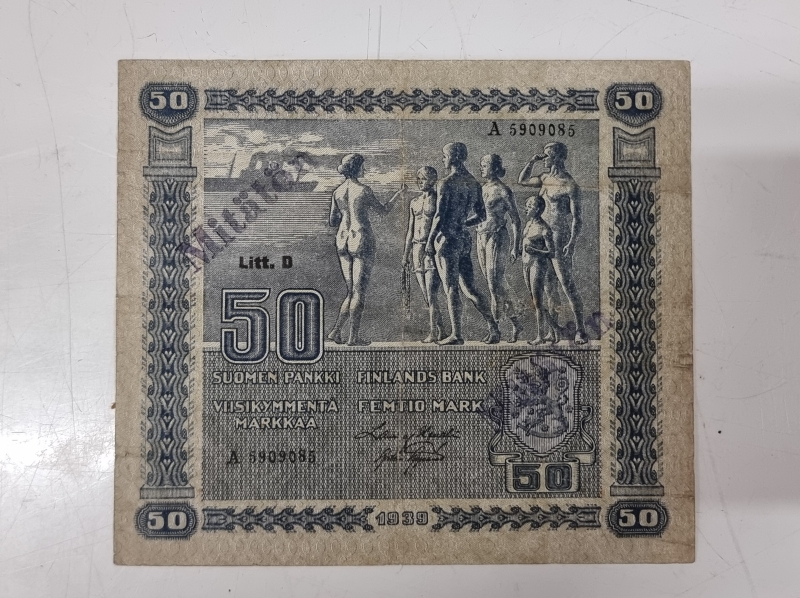 50 50
A 5909085
Mitätön
Litt. D
50
SUOMEN PANKKI FINLANDS BANK
VIISIKYMMENTÄ FEMTIO MARK
MARKKAA
A 5909085
50
50 1939 50